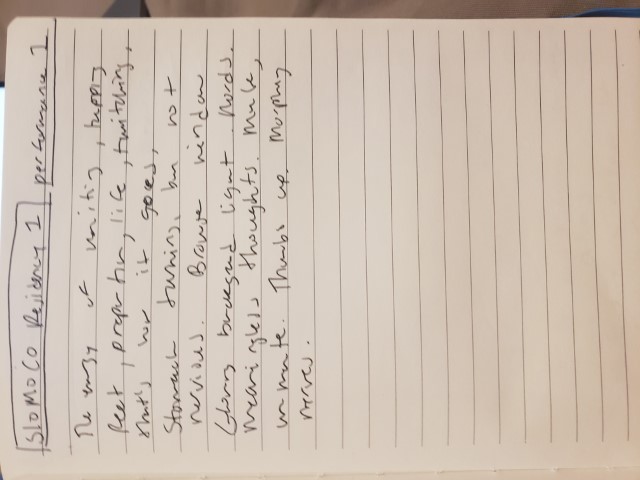 SloMoCo Residency 1 performance 1
The energy of waiting, tapping
feet, preparation, life, twitching,
that's how it goes,
Stomach turning, but not
nervious. Browse window
Glowing background light. Words.
Meaningless thoughts. Mute,
unmute. Thumbs up. Morphing
nerves.